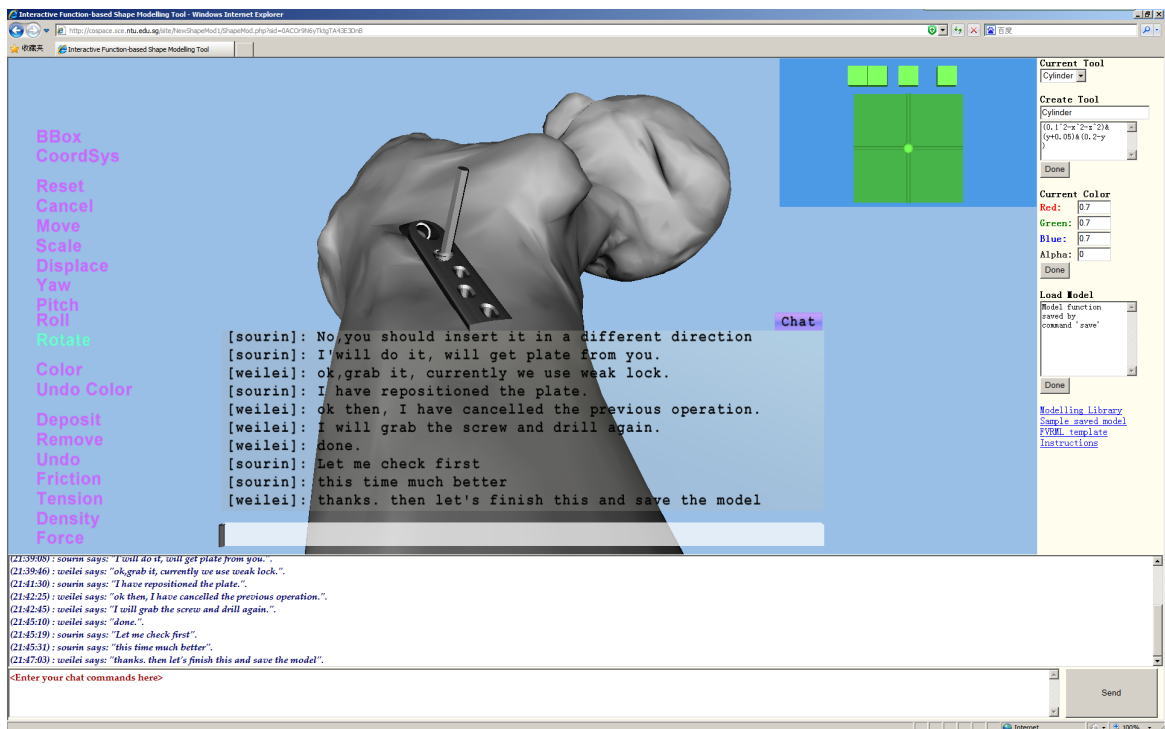 Interactive Function-based Shape Modelling Tool - Windows Internet Explorer
http://cospace.sce.ntu.edu.sg/site/NewShapeMod1/ShapeMod.php?sid=0ACOr9N6yTktgTA43E3DnB
百度
收藏夹
Interactive Function-based Shape Modelling Tool
BBox
CoordSys
Reset
Cancel
Move
Scale
Displace
Yaw
Pitch
Roll
Rotate
Color
Undo Color
Deposit
Remove
Undo
Friction
Tension
Density
Force
Chat
[sourin]: No,you should insert it in a different direction
[sourin]: I'will do it, will get plate from you.
[weilei]: ok,grab it, currently we use weak lock.
[sourin]: I have repositioned the plate.
[weilei]: ok then, I have cancelled the previous operation.
[weilei]: I will grab the screw and drill again.
[weilei]: done.
[sourin]: Let me check first
[sourin]: this time much better
[weilei]: thanks. then let's finish this and save the model
Current Tool
Cylinder
Create Tool
Cylinder
(0.1^2-x^2-z^2)&
(y+0.05)&(0.2-y
)
Done
Current Color
Red: 0.7
Green: 0.7
Blue: 0.7
Alpha: 0
Done
Load Model
Model function
saved by
command 'save'
Done
Modelling Library
Sample saved model
FVRML template
Instructions
(21:39:08) : sourin says: "I'will do it, will get plate from you.".
(21:39:46) : weilei says: "ok,grab it, currently we use weak lock.".
(21:41:30) : sourin says: "I have repositioned the plate.".
(21:42:25) : weilei says: "ok then, I have cancelled the previous operation.".
(21:42:45) : weilei says: "I will grab the screw and drill again.".
(21:45:10) : weilei says: "done.".
(21:45:19) : sourin says: "Let me check first".
(21:45:31) : sourin says: "this time much better".
(21:47:03) : weilei says: "thanks. then let's finish this and save the model".
<Enter your chat commands here>
Send
Internet
100%